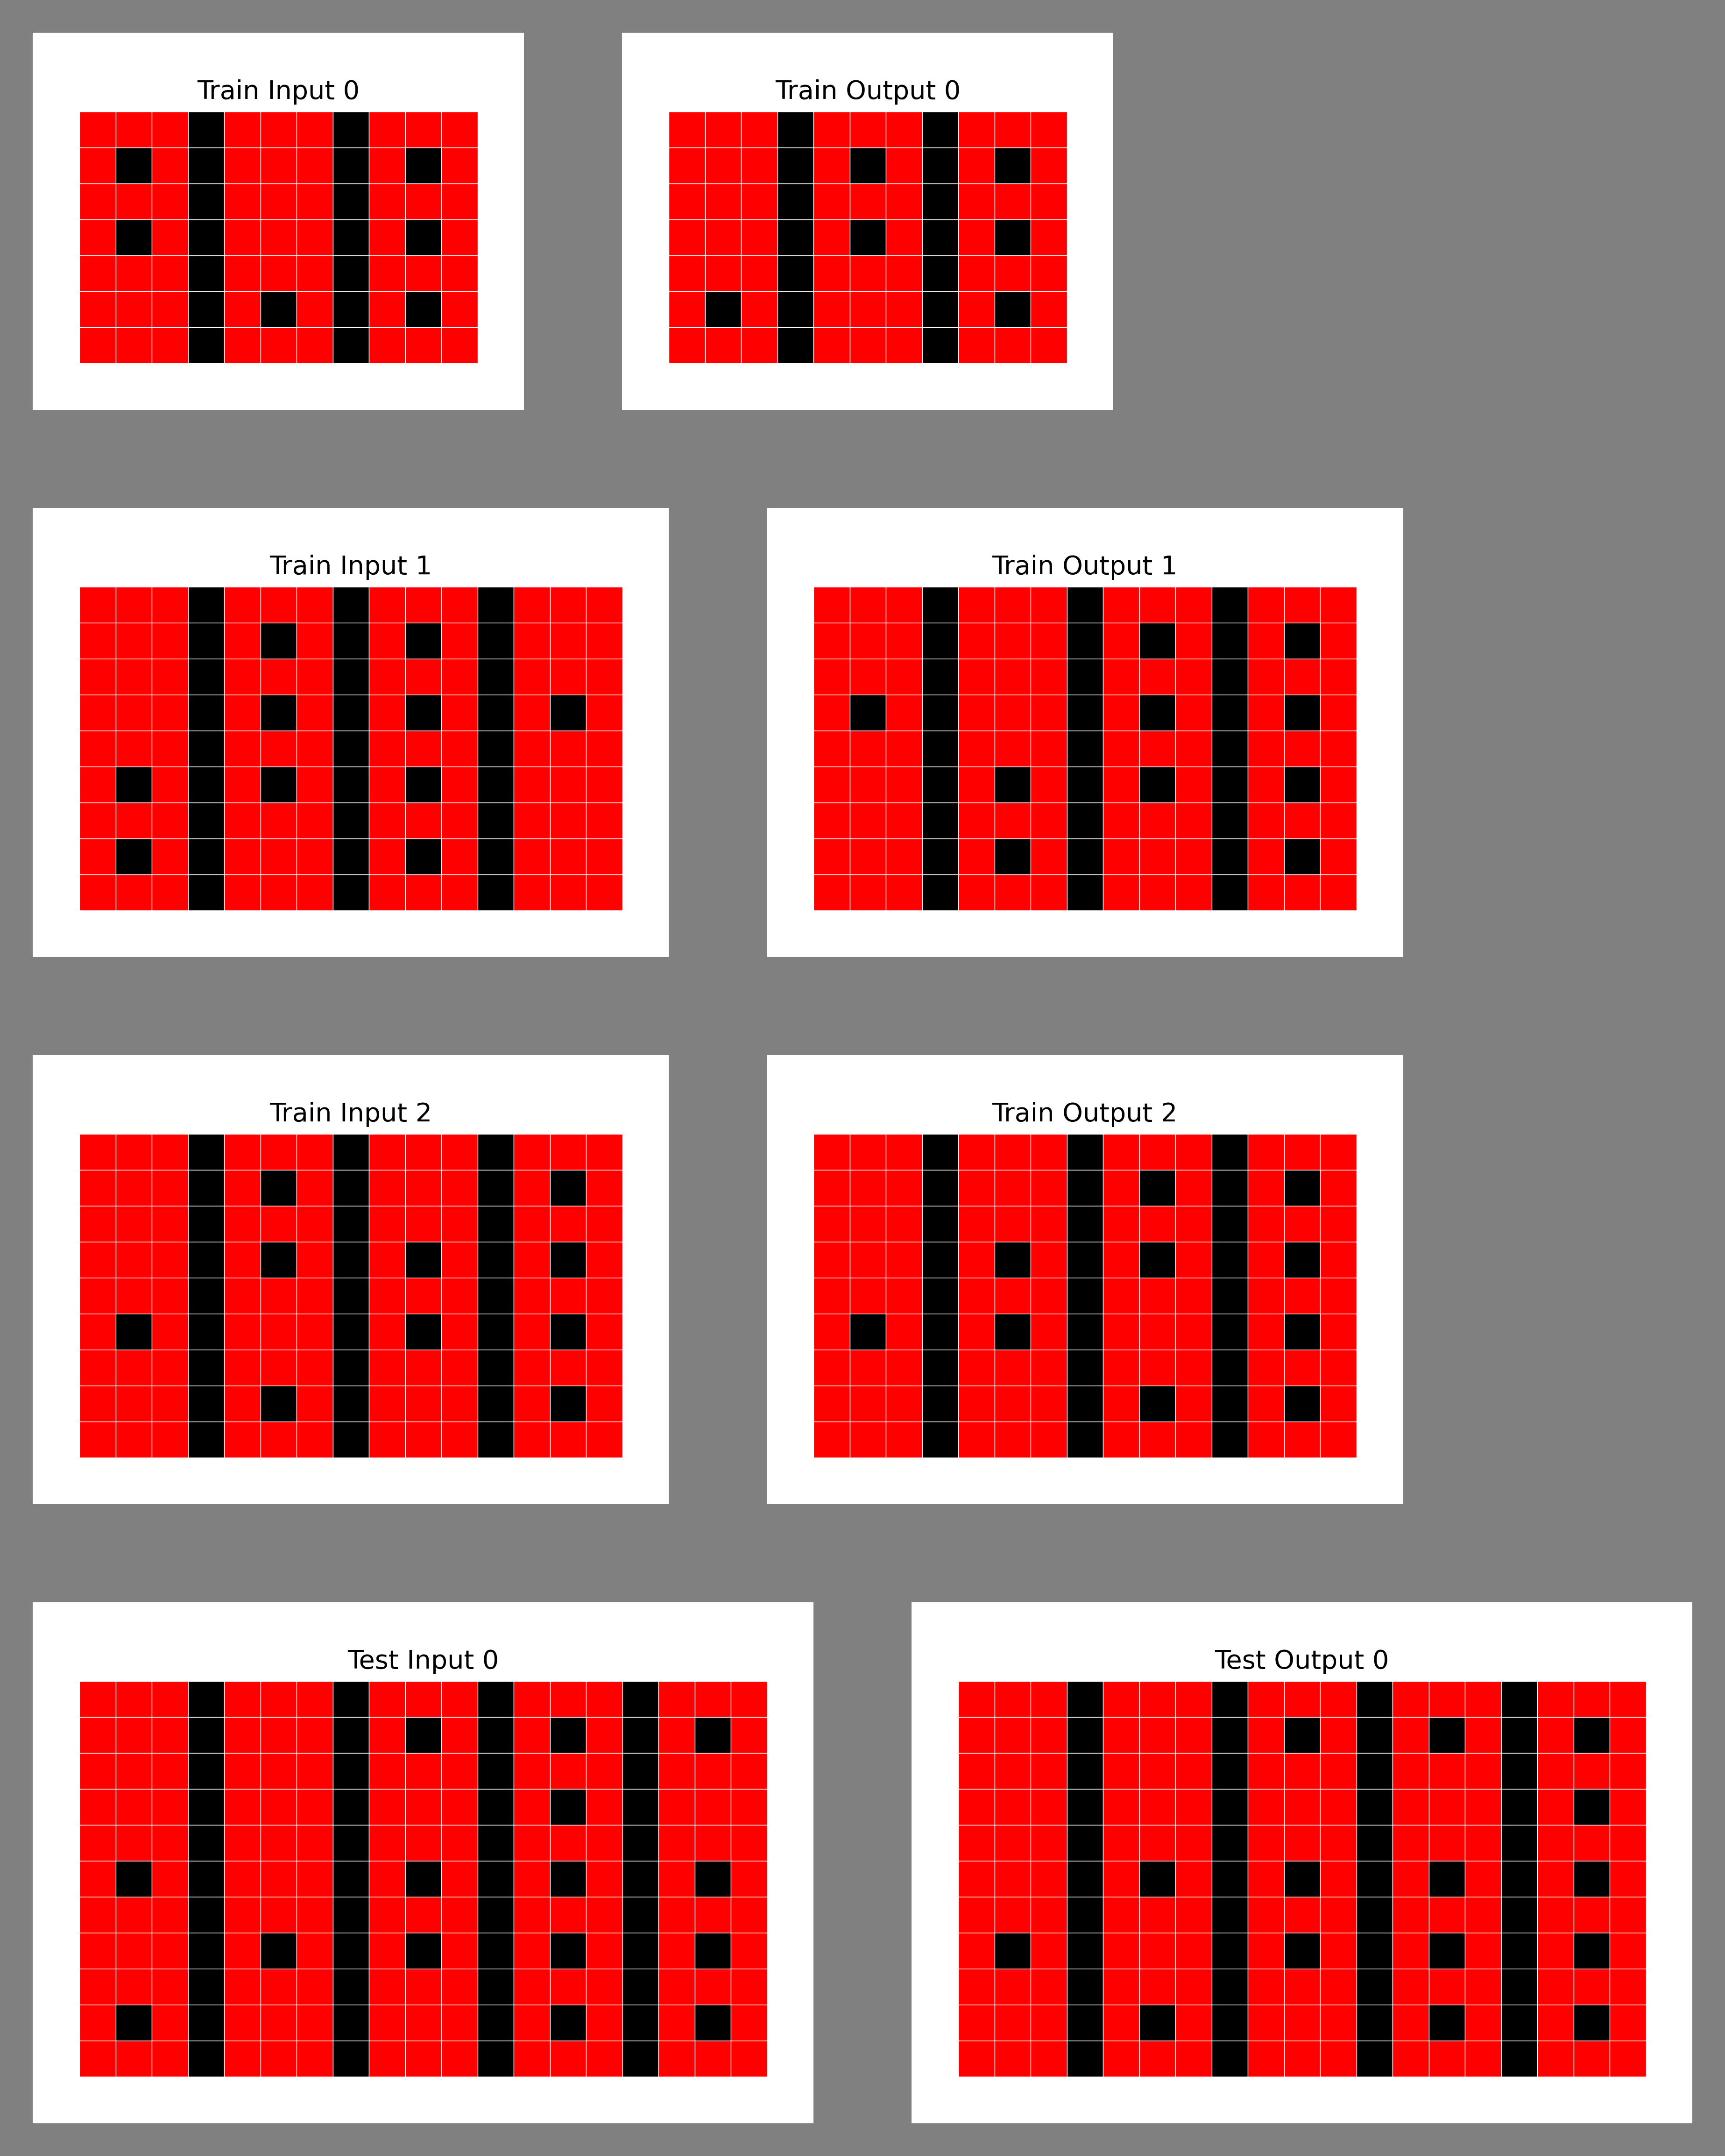 Train Input 0
Train Output 0
Train Input 1
Train Output 1
Train Input 2
Train Output 2
Test Input 0
Test Output 0